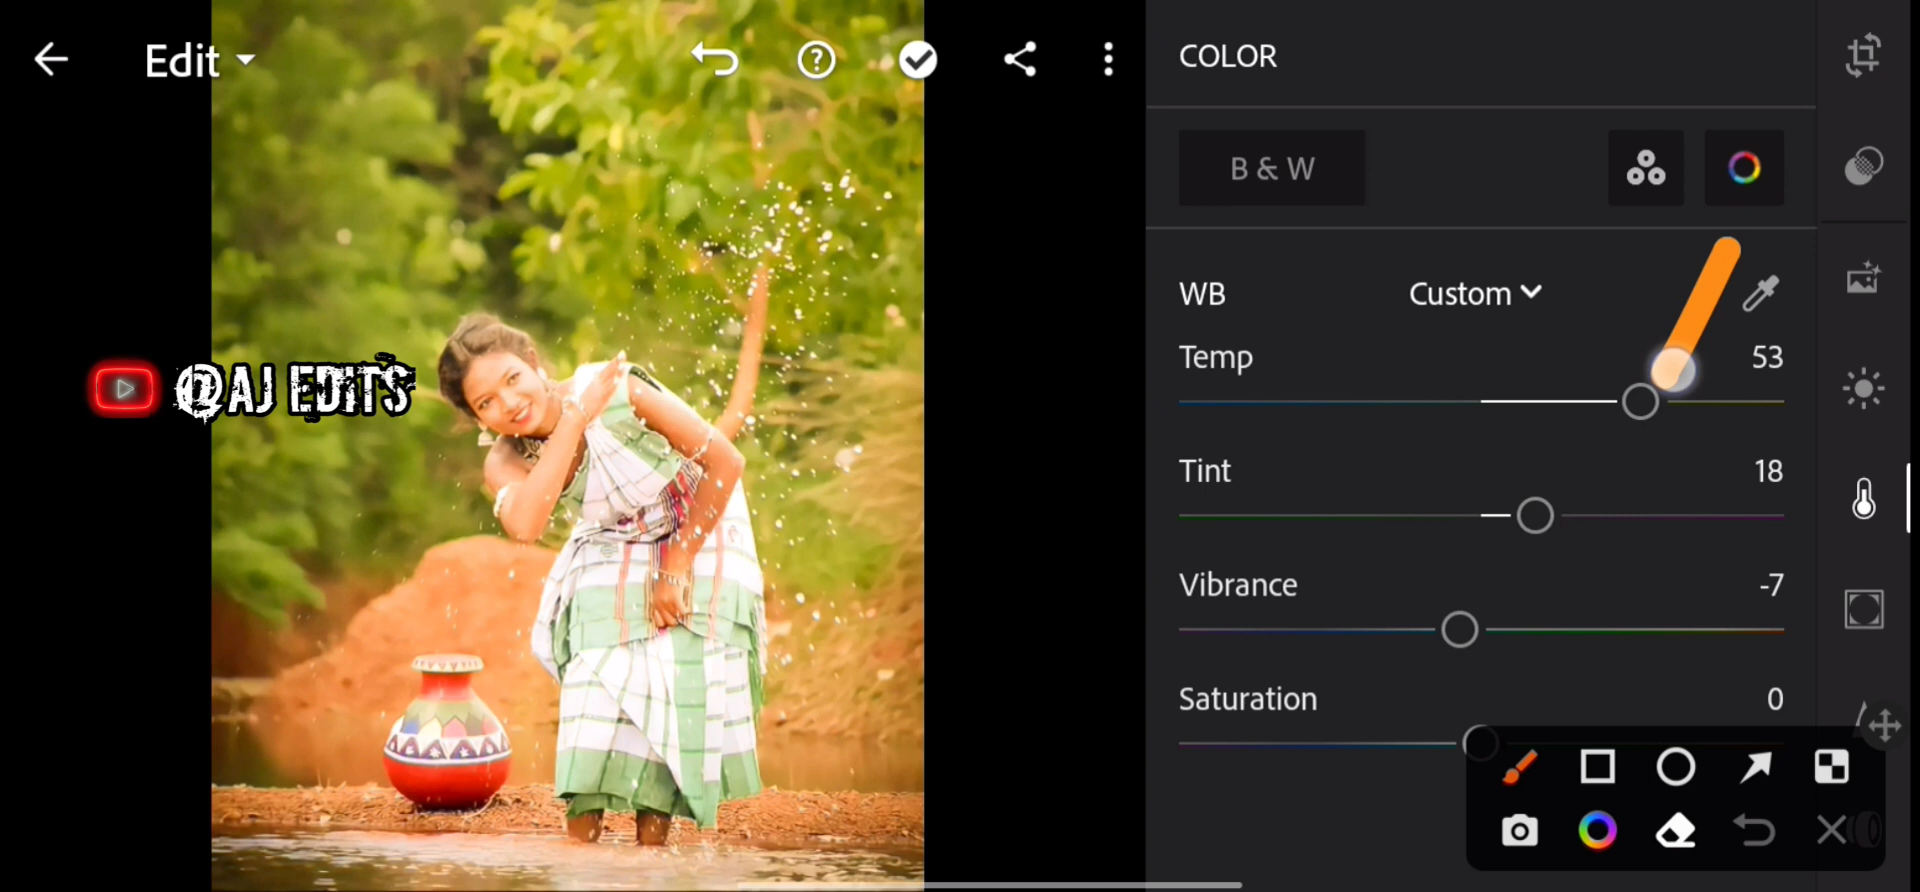 Edit
COLOR
B & W
WB
Custom
Temp
53
@AJ EDITS
Tint
18
Vibrance
-7
Saturation
0